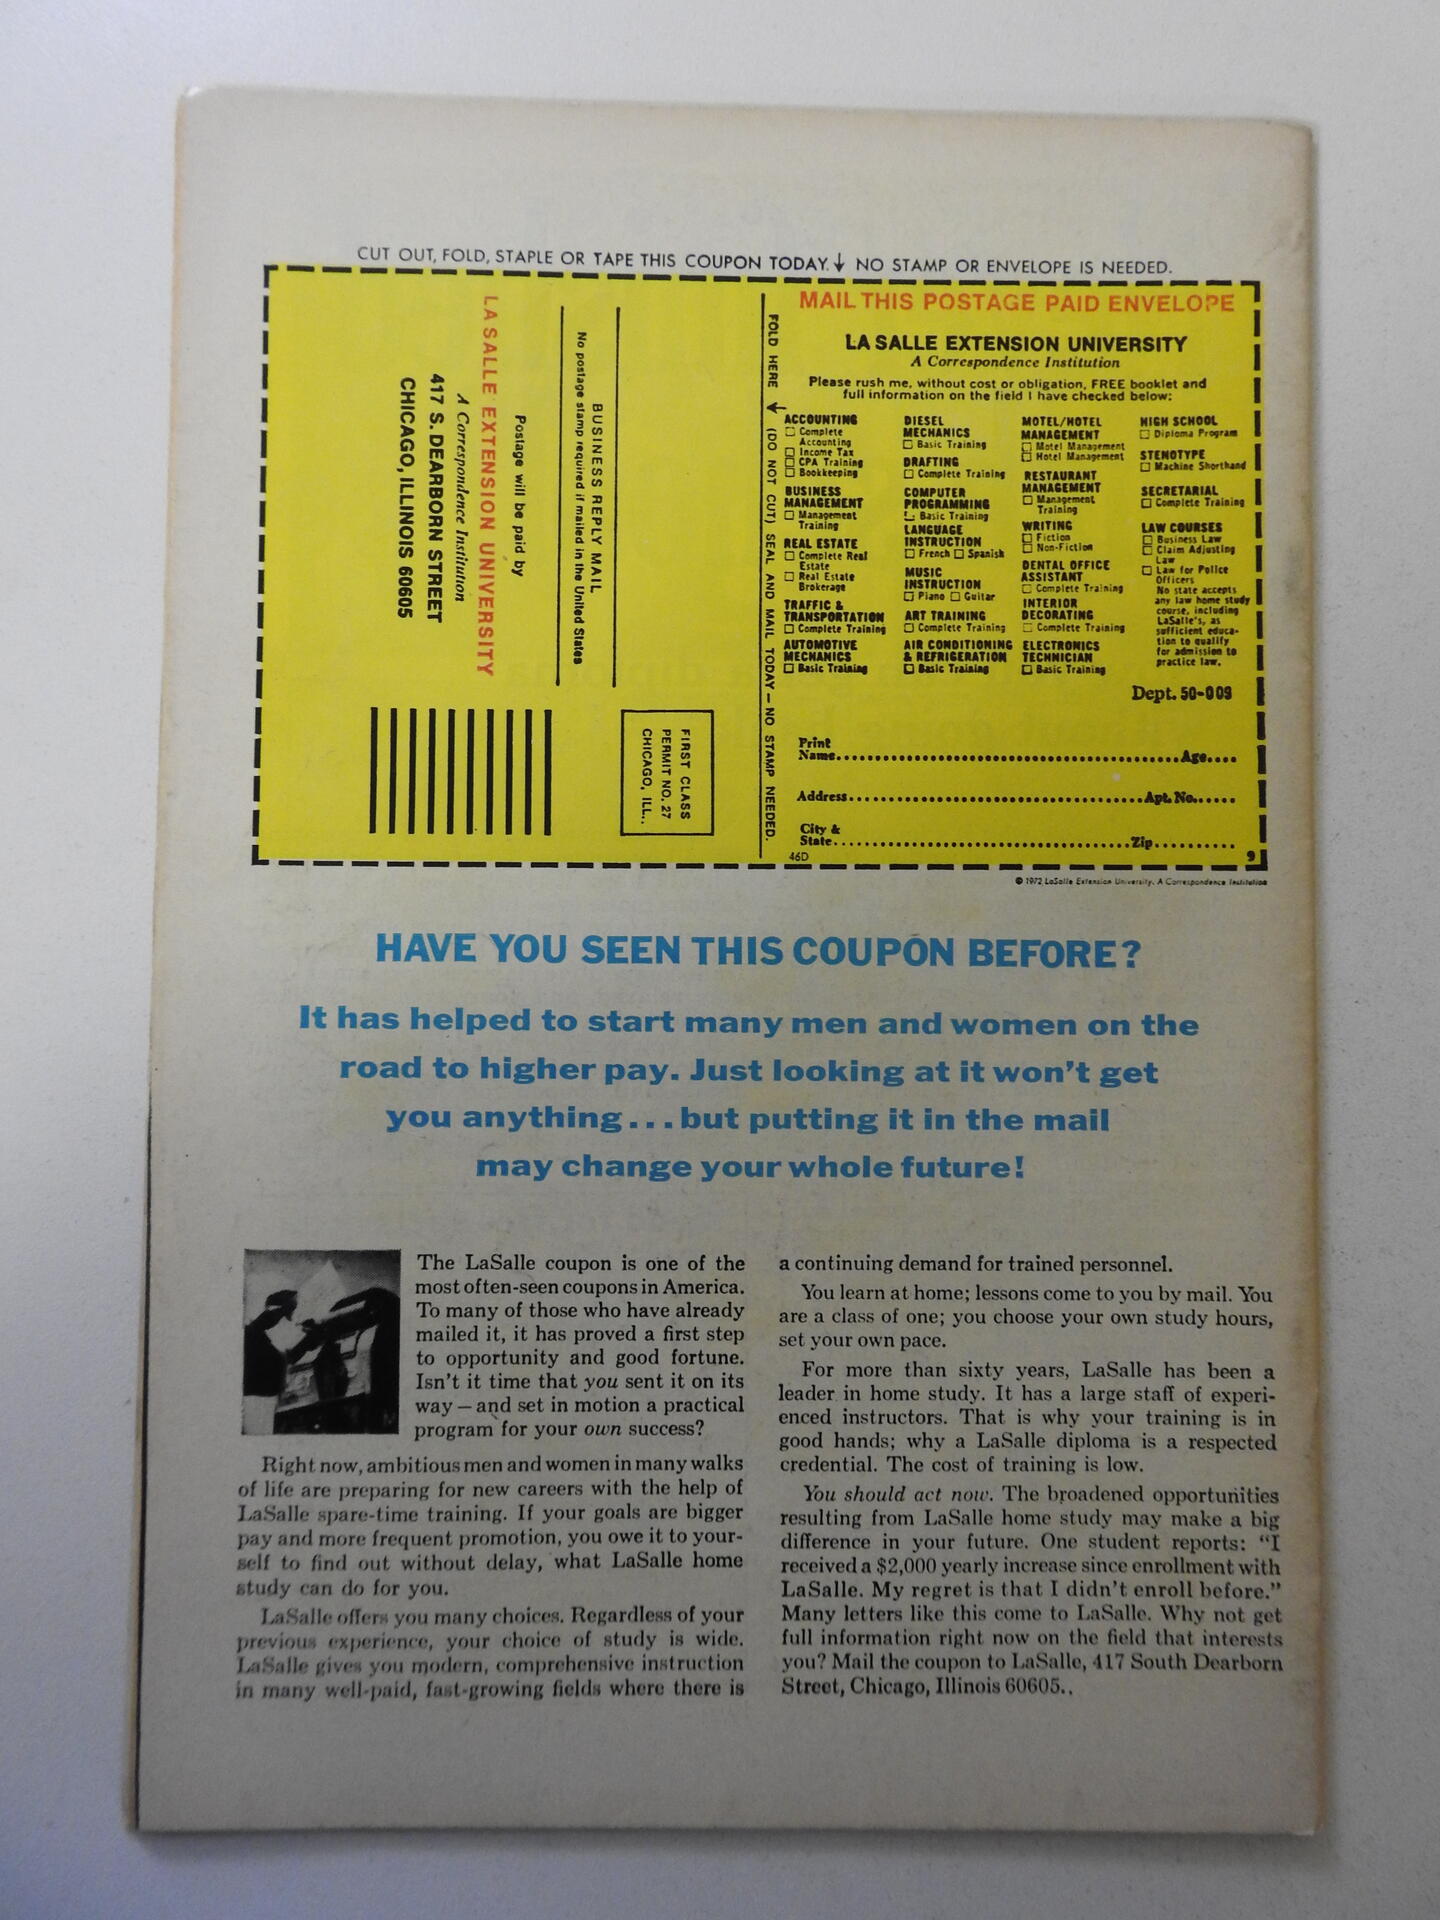 CUT OUT, FOLD, STAPLE OR TAPE THIS COUPON TODAY.↓ NO STAMP OR ENVELOPE IS NEEDED.
FIRST CLASS
PERMIT NO. 27
CHICAGO, ILL..
BUSINESS REPLY MAIL
No postage stamp required if mailed in the United States
Postage will be paid by
LA SALLE EXTENSION UNIVERSITY
A Correspondence Institution
417 S. DEARBORN STREET
CHICAGO, ILLINOIS 60605
FOLD HERE ↓ (DO NOT CUT) SEAL AND MAIL TODAY — NO STAMP NEEDED.
MAIL THIS POSTAGE PAID ENVELOPE
LA SALLE EXTENSION UNIVERSITY
A Correspondence Institution
Please rush me, without cost or obligation, FREE booklet and
full information on the field I have checked below:
ACCOUNTING
☐ Complete
Accounting
☐ Income Tax
☐ CPA Training
☐ Bookkeeping
BUSINESS
MANAGEMENT
☐ Management
Training
REAL ESTATE
☐ Complete Real
Estate
☐ Real Estate
Brokerage
TRAFFIC &
TRANSPORTATION
☐ Complete Training
AUTOMOTIVE
MECHANICS
☐ Basic Training
DIESEL
MECHANICS
☐ Basic Training
DRAFTING
☐ Complete Training
COMPUTER
PROGRAMMING
☐ Basic Training
LANGUAGE
INSTRUCTION
☐ French ☐ Spanish
MUSIC
INSTRUCTION
☐ Piano ☐ Guitar
ART TRAINING
☐ Complete Training
AIR CONDITIONING
& REFRIGERATION
☐ Basic Training
MOTEL/HOTEL
MANAGEMENT
☐ Motel Management
☐ Hotel Management
RESTAURANT
MANAGEMENT
☐ Management
Training
WRITING
☐ Fiction
☐ Non-Fiction
DENTAL OFFICE
ASSISTANT
☐ Complete Training
INTERIOR
DECORATING
☐ Complete Training
ELECTRONICS
TECHNICIAN
☐ Basic Training
HIGH SCHOOL
☐ Diploma Program
STENOTYPE
☐ Machine Shorthand
SECRETARIAL
☐ Complete Training
LAW COURSES
☐ Business Law
☐ Claim Adjusting
Law
☐ Law for Police
Officers
No state accepts
any law home study
course, including
LaSalle's, as
sufficient educa-
tion to qualify
for admission to
practice law.
Dept. 50-009
Print
Name.....Age....
Address.....Apt. No......
City &
State.....Zip..........
46D
9
© 1972 LaSalle Extension University. A Correspondence Institution
HAVE YOU SEEN THIS COUPON BEFORE?
It has helped to start many men and women on the
road to higher pay. Just looking at it won't get
you anything...but putting it in the mail
may change your whole future!
The LaSalle coupon is one of the
most often-seen coupons in America.
To many of those who have already
mailed it, it has proved a first step
to opportunity and good fortune.
Isn't it time that you sent it on its
way — and set in motion a practical
program for your own success?
Right now, ambitious men and women in many walks
of life are preparing for new careers with the help of
LaSalle spare-time training. If your goals are bigger
pay and more frequent promotion, you owe it to your-
self to find out without delay, what LaSalle home
study can do for you.
LaSalle offers you many choices. Regardless of your
previous experience, your choice of study is wide.
LaSalle gives you modern, comprehensive instruction
in many well-paid, fast-growing fields where there is
a continuing demand for trained personnel.
You learn at home; lessons come to you by mail. You
are a class of one; you choose your own study hours,
set your own pace.
For more than sixty years, LaSalle has been a
leader in home study. It has a large staff of experi-
enced instructors. That is why your training is in
good hands; why a LaSalle diploma is a respected
credential. The cost of training is low.
You should act now. The broadened opportunities
resulting from LaSalle home study may make a big
difference in your future. One student reports: "I
received a $2,000 yearly increase since enrollment with
LaSalle. My regret is that I didn't enroll before."
Many letters like this come to LaSalle. Why not get
full information right now on the field that interests
you? Mail the coupon to LaSalle, 417 South Dearborn
Street, Chicago, Illinois 60605..